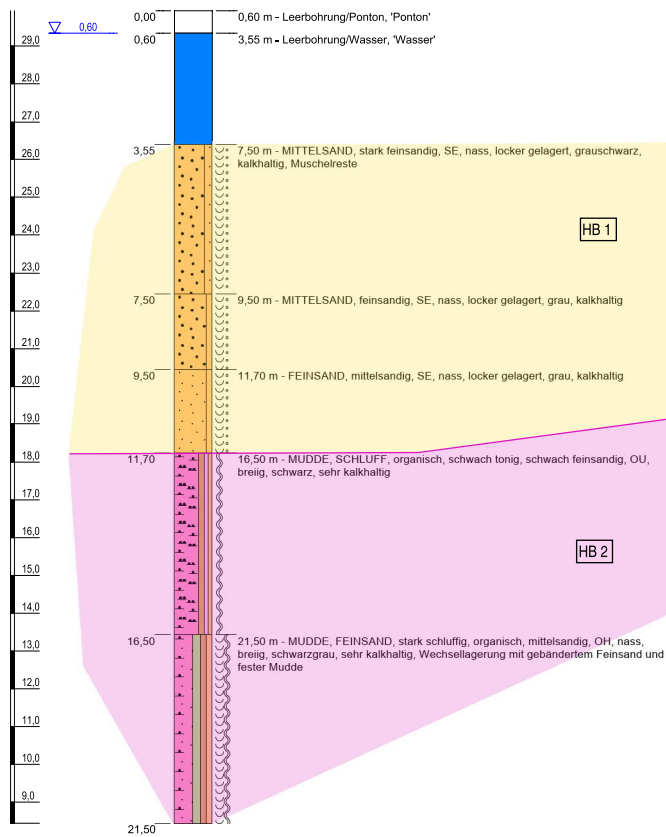 0,00
0,60 m - Leerbohrung/Ponton, 'Ponton'
0,60
0,60
3,55 m - Leerbohrung/Wasser, 'Wasser'
29,0
28,0
27,0
3,55
7,50 m - MITTELSAND, stark feinsandig, SE, nass, locker gelagert, grauschwarz,
kalkhaltig, Muschelreste
26,0
25,0
24,0
HB 1
23,0
7,50
9,50 m - MITTELSAND, feinsandig, SE, nass, locker gelagert, grau, kalkhaltig
22,0
21,0
9,50
11,70 m - FEINSAND, mittelsandig, SE, nass, locker gelagert, grau, kalkhaltig
20,0
19,0
18,0
11,70
16,50 m - MUDDE, SCHLUFF, organisch, schwach tonig, schwach feinsandig, OU,
breiig, schwarz, sehr kalkhaltig
17,0
16,0
HB 2
15,0
14,0
16,50
21,50 m - MUDDE, FEINSAND, stark schluffig, organisch, mittelsandig, OH, nass,
breiig, schwarzgrau, sehr kalkhaltig, Wechsellagerung mit gebändertem Feinsand und
fester Mudde
13,0
12,0
11,0
10,0
9,0
21,50